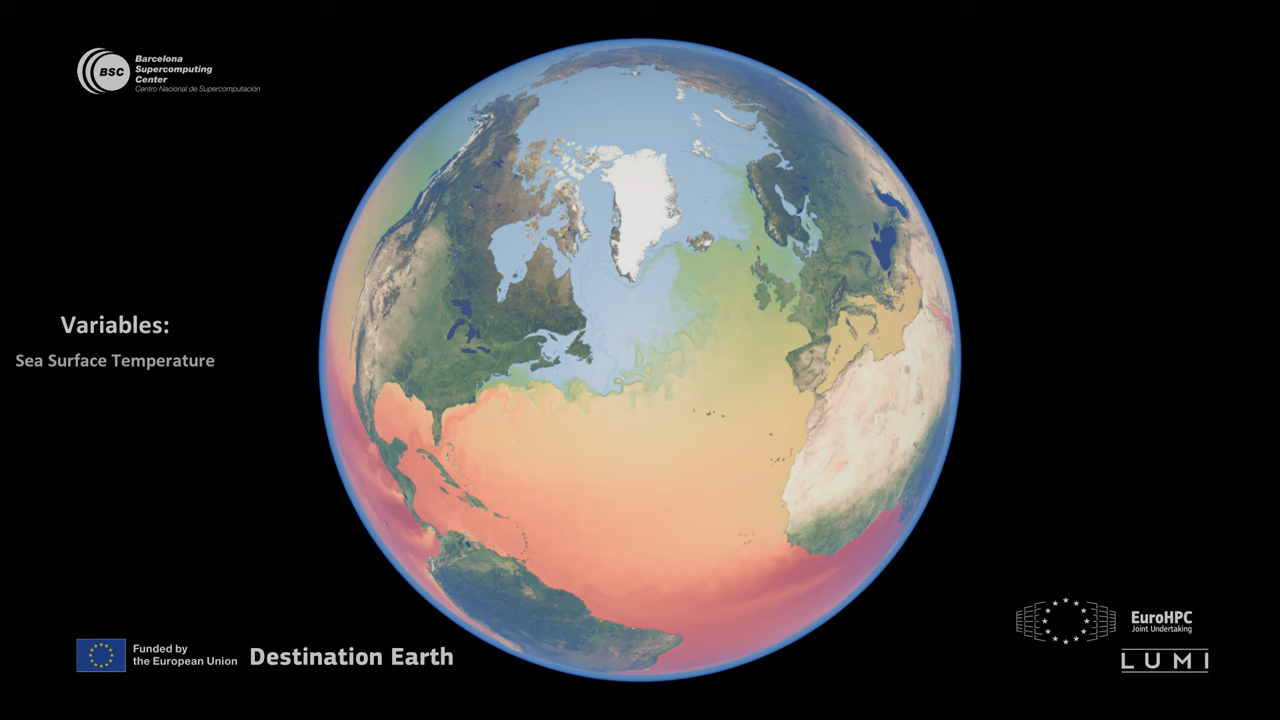 BSC
Barcelona
Supercomputing
Center
Centro Nacional de Supercomputación
Variables:
Sea Surface Temperature
Funded by
the European Union
Destination Earth
EuroHPC
Joint Undertaking
LUMI